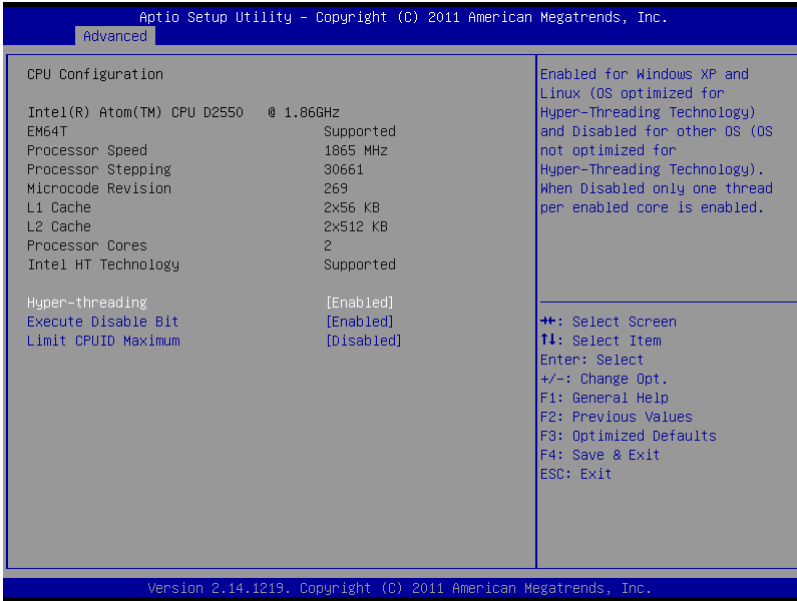 Aptio Setup Utility – Copyright (C) 2011 American Megatrends, Inc.
Advanced
CPU Configuration
Intel(R) Atom(TM) CPU D2550 @ 1.86GHz
EM64T Supported
Processor Speed 1865 MHz
Processor Stepping 30661
Microcode Revision 269
L1 Cache 2x56 KB
L2 Cache 2x512 KB
Processor Cores 2
Intel HT Technology Supported
Hyper-threading [Enabled]
Execute Disable Bit [Enabled]
Limit CPUID Maximum [Disabled]
Enabled for Windows XP and
Linux (OS optimized for
Hyper-Threading Technology)
and Disabled for other OS (OS
not optimized for
Hyper-Threading Technology).
When Disabled only one thread
per enabled core is enabled.
→←: Select Screen
↑↓: Select Item
Enter: Select
+/-: Change Opt.
F1: General Help
F2: Previous Values
F3: Optimized Defaults
F4: Save & Exit
ESC: Exit
Version 2.14.1219. Copyright (C) 2011 American Megatrends, Inc.